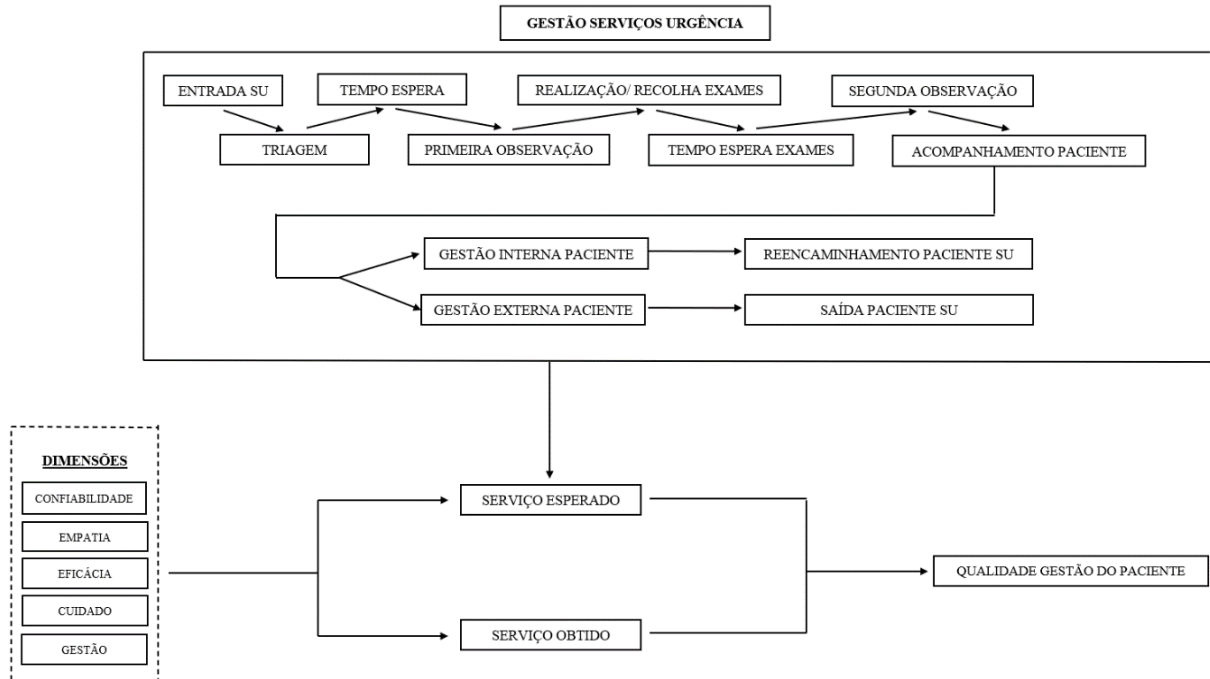 GESTÃO SERVIÇOS URGÊNCIA
ENTRADA SU
TEMPO ESPERA
REALIZAÇÃO/ RECOLHA EXAMES
SEGUNDA OBSERVAÇÃO
TRIAGEM
PRIMEIRA OBSERVAÇÃO
TEMPO ESPERA EXAMES
ACOMPANHAMENTO PACIENTE
GESTÃO INTERNA PACIENTE
REENCAMINHAMENTO PACIENTE SU
GESTÃO EXTERNA PACIENTE
SAÍDA PACIENTE SU
DIMENSÕES
CONFIABILIDADE
EMPATIA
EFICÁCIA
CUIDADO
GESTÃO
SERVIÇO ESPERADO
SERVIÇO OBTIDO
QUALIDADE GESTÃO DO PACIENTE